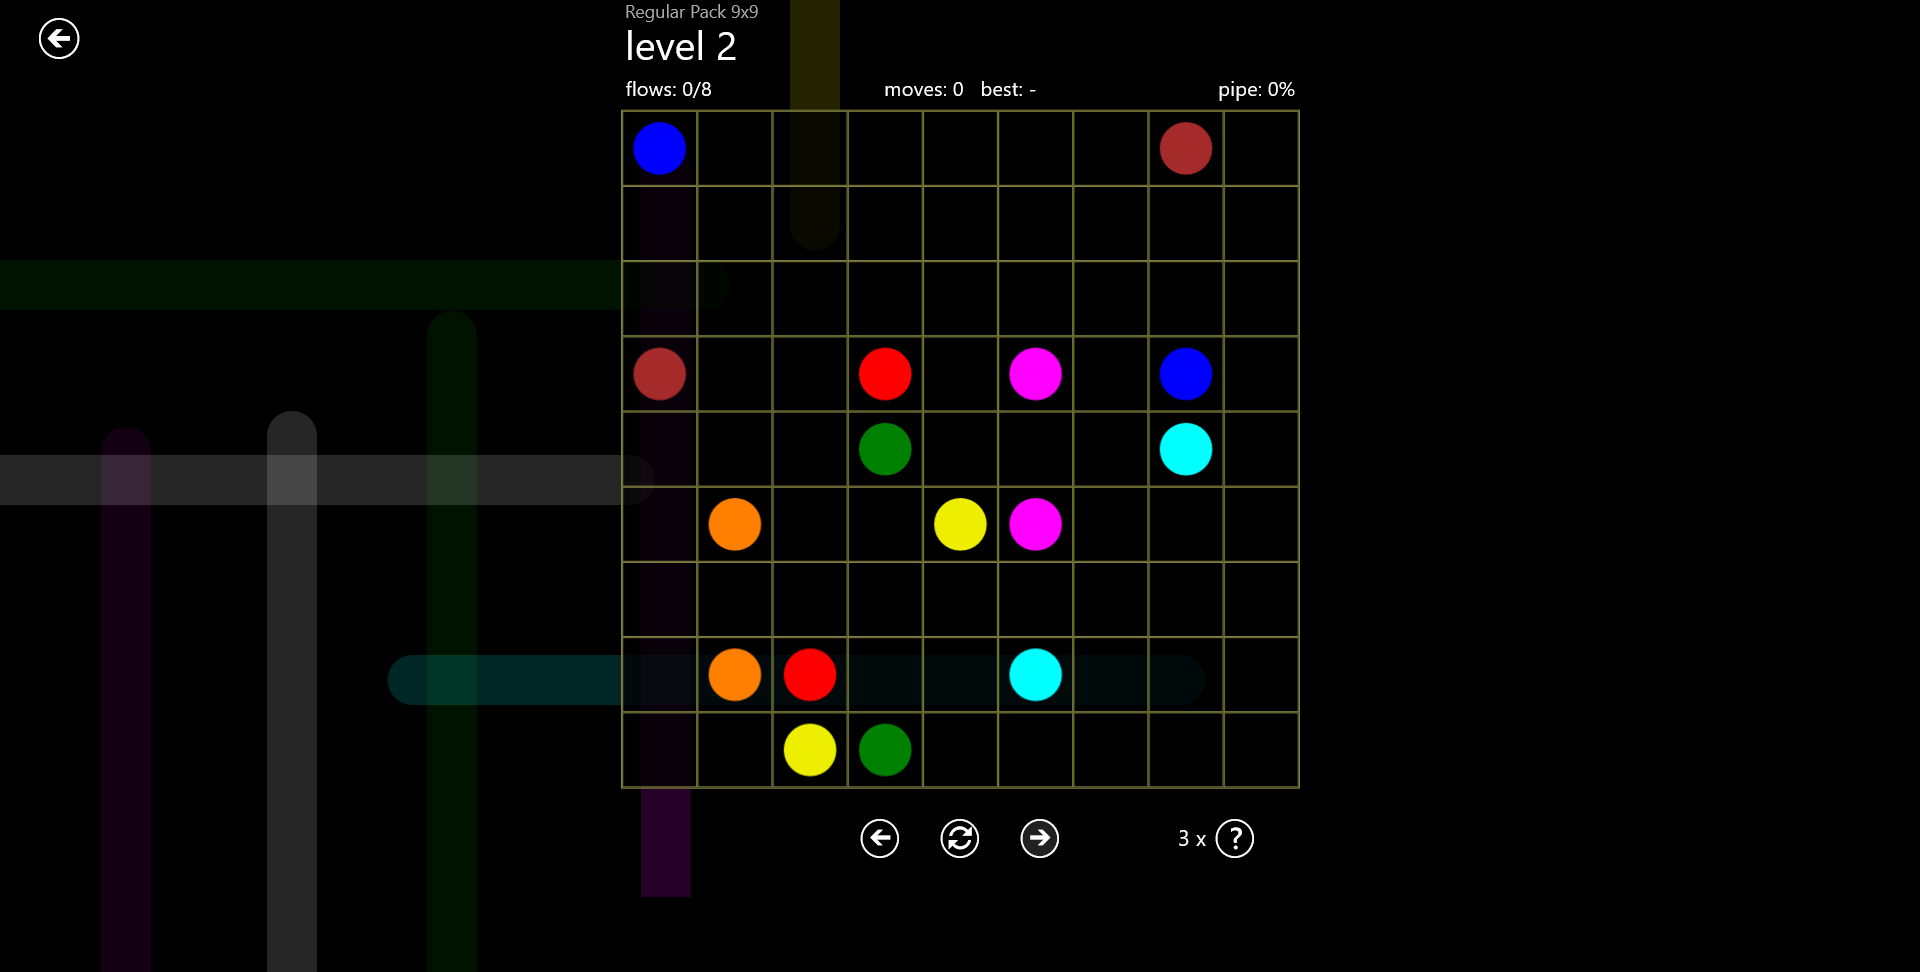 Regular Pack 9x9
level 2
flows: 0/8 moves: 0 best: - pipe: 0%
3 x ?